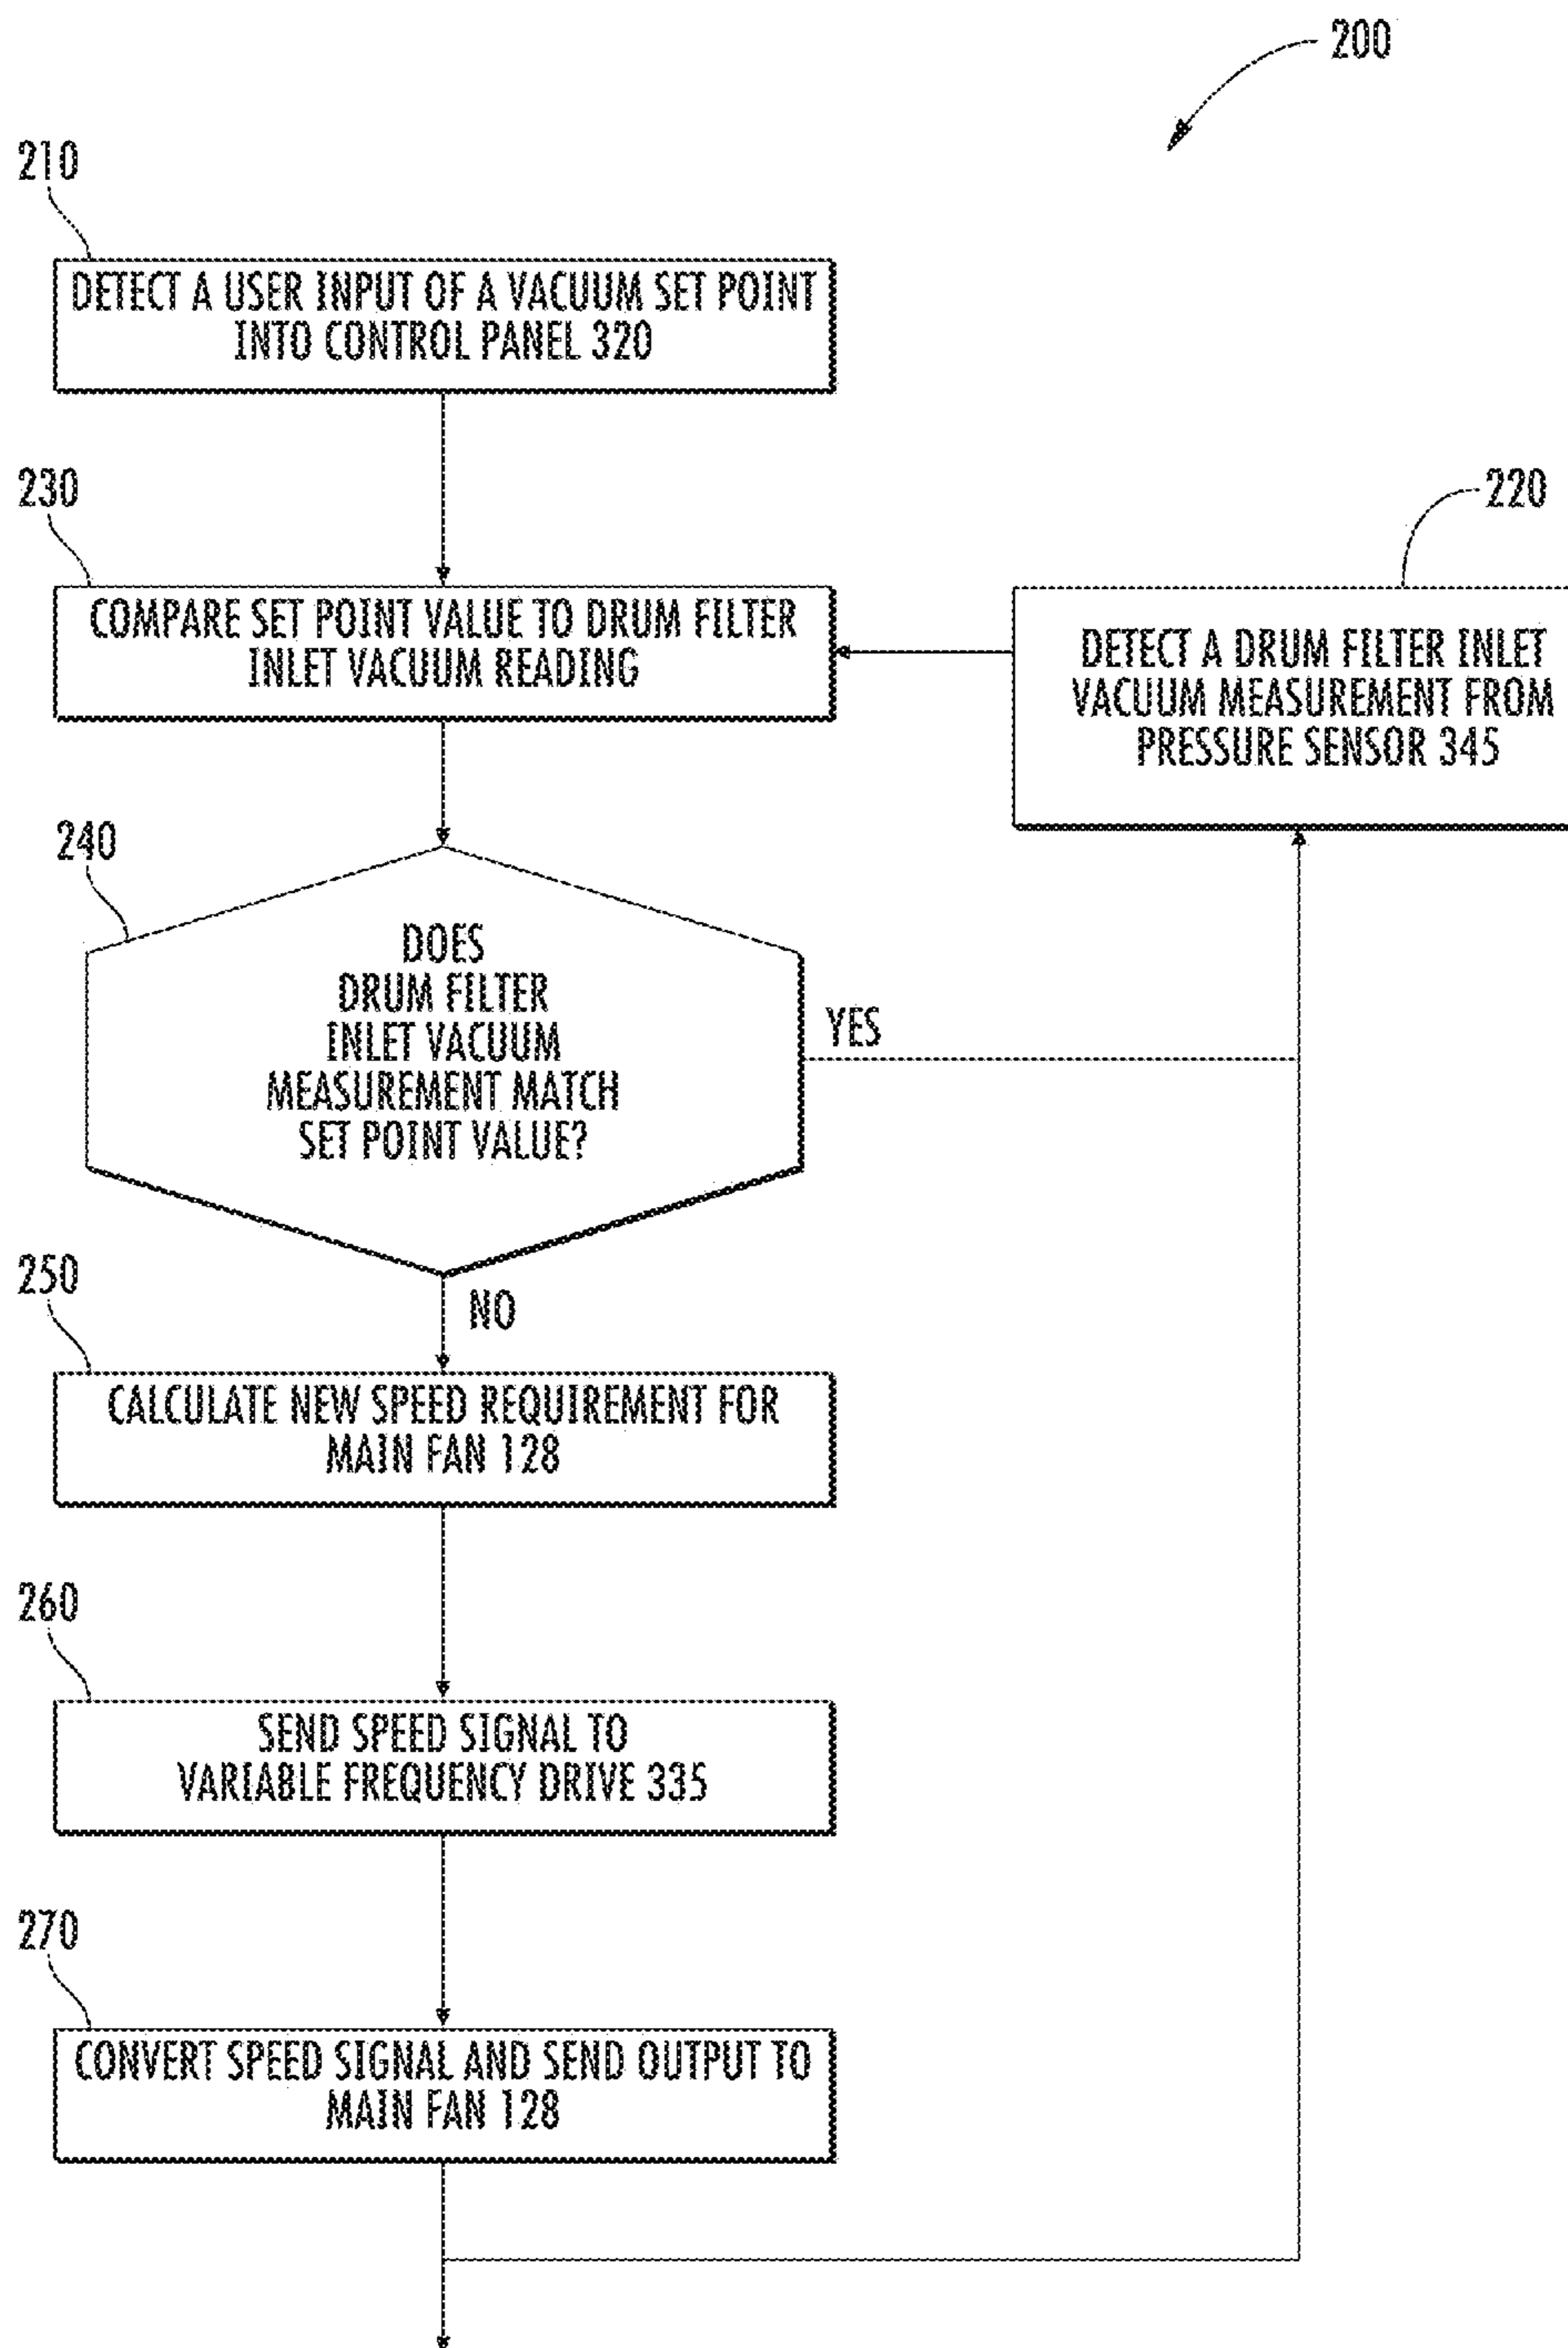 200
210
DETECT A USER INPUT OF A VACUUM SET POINT
INTO CONTROL PANEL 320
230
COMPARE SET POINT VALUE TO DRUM FILTER
INLET VACUUM READING
220
DETECT A DRUM FILTER INLET
VACUUM MEASUREMENT FROM
PRESSURE SENSOR 345
240
DOES
DRUM FILTER
INLET VACUUM
MEASUREMENT MATCH
SET POINT VALUE?
YES
NO
250
CALCULATE NEW SPEED REQUIREMENT FOR
MAIN FAN 128
260
SEND SPEED SIGNAL TO
VARIABLE FREQUENCY DRIVE 335
270
CONVERT SPEED SIGNAL AND SEND OUTPUT TO
MAIN FAN 128